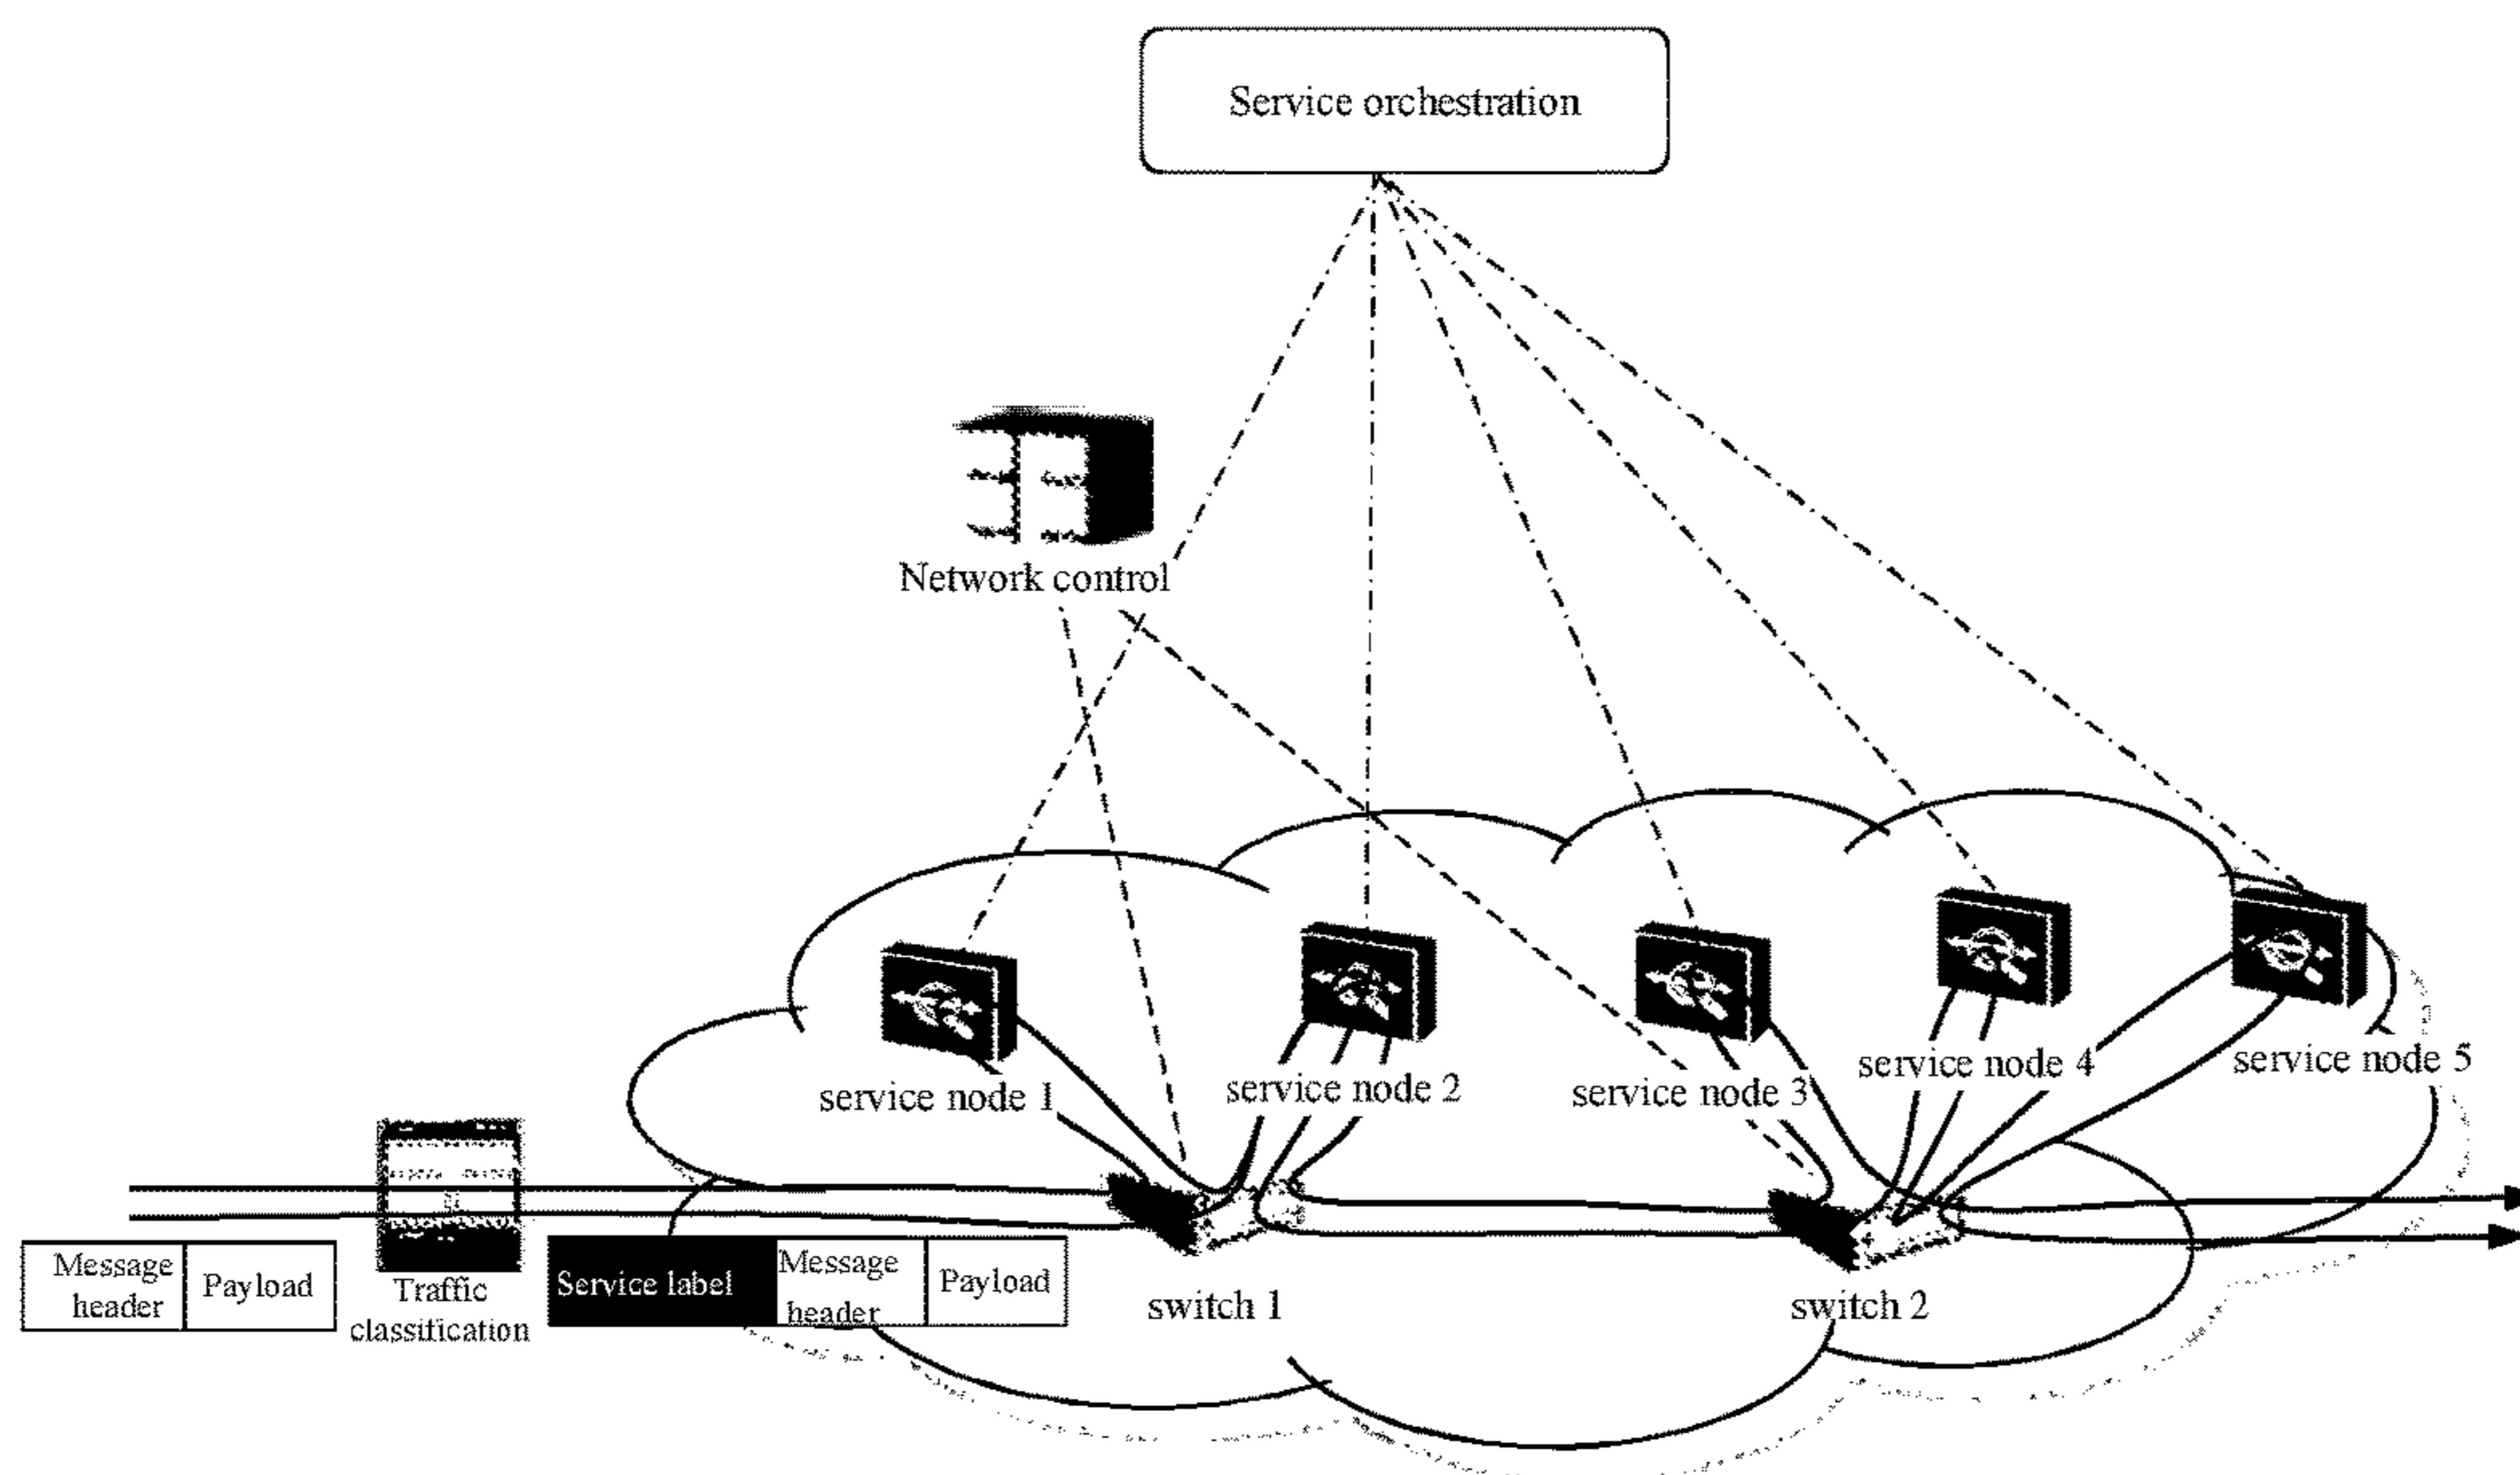 Service orchestration
Network control
service node 1
service node 2
service node 3
service node 4
service node 5
Message
header
Payload
Traffic
classification
Service label
Message
header
Payload
switch 1
switch 2